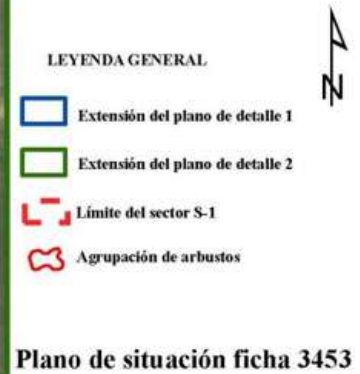 LEYENDA GENERAL
N
Extensión del plano de detalle 1
Extensión del plano de detalle 2
Límite del sector S-1
Agrupación de arbustos
Plano de situación ficha 3453